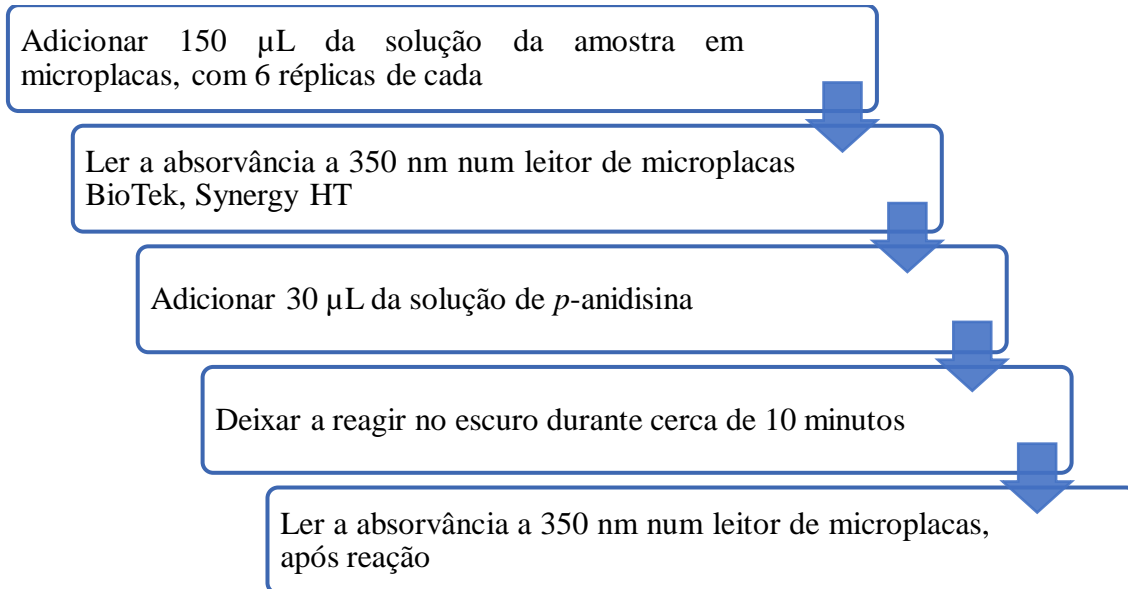 Adicionar 150 µL da solução da amostra em
microplacas, com 6 réplicas de cada
Ler a absorvância a 350 nm num leitor de microplacas
BioTek, Synergy HT
Adicionar 30 µL da solução de p-anidisina
Deixar a reagir no escuro durante cerca de 10 minutos
Ler a absorvância a 350 nm num leitor de microplacas,
após reação